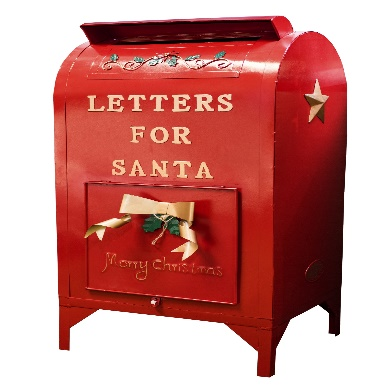 LETTERS
FOR
SANTA
Merry Christmas